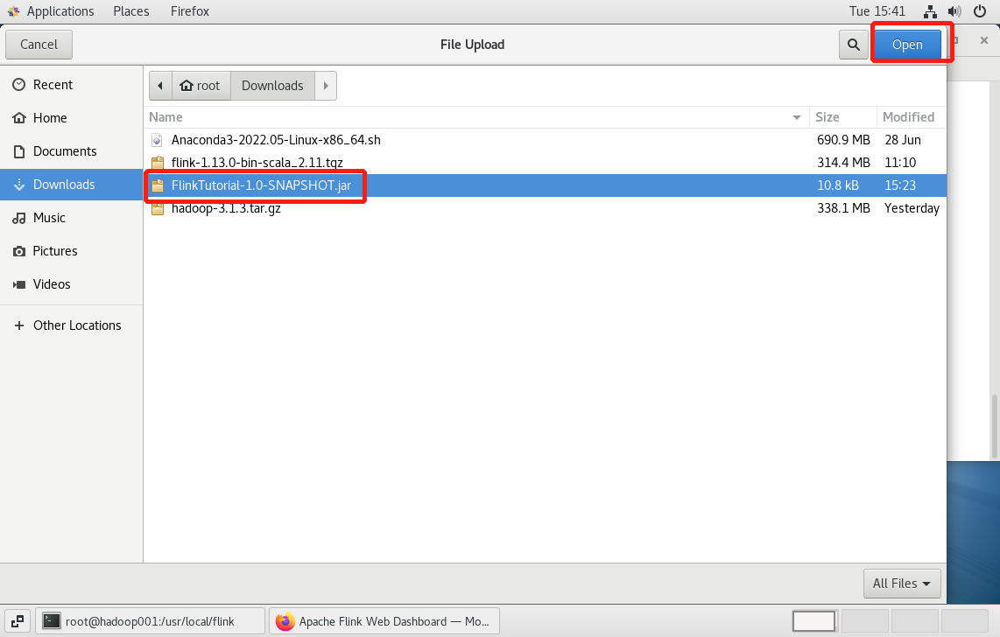 Applications Places Firefox Tue 15:41
Cancel File Upload Open
Recent
Home
Documents
Downloads
Music
Pictures
Videos
Other Locations
root Downloads
Name Size Modified
Anaconda3-2022.05-Linux-x86_64.sh 690.9 MB 28 Jun
flink-1.13.0-bin-scala_2.11.tgz 314.4 MB 11:10
FlinkTutorial-1.0-SNAPSHOT.jar 10.8 kB 15:23
hadoop-3.1.3.tar.gz 338.1 MB Yesterday
All Files
root@hadoop001:/usr/local/flink Apache Flink Web Dashboard — Mo...